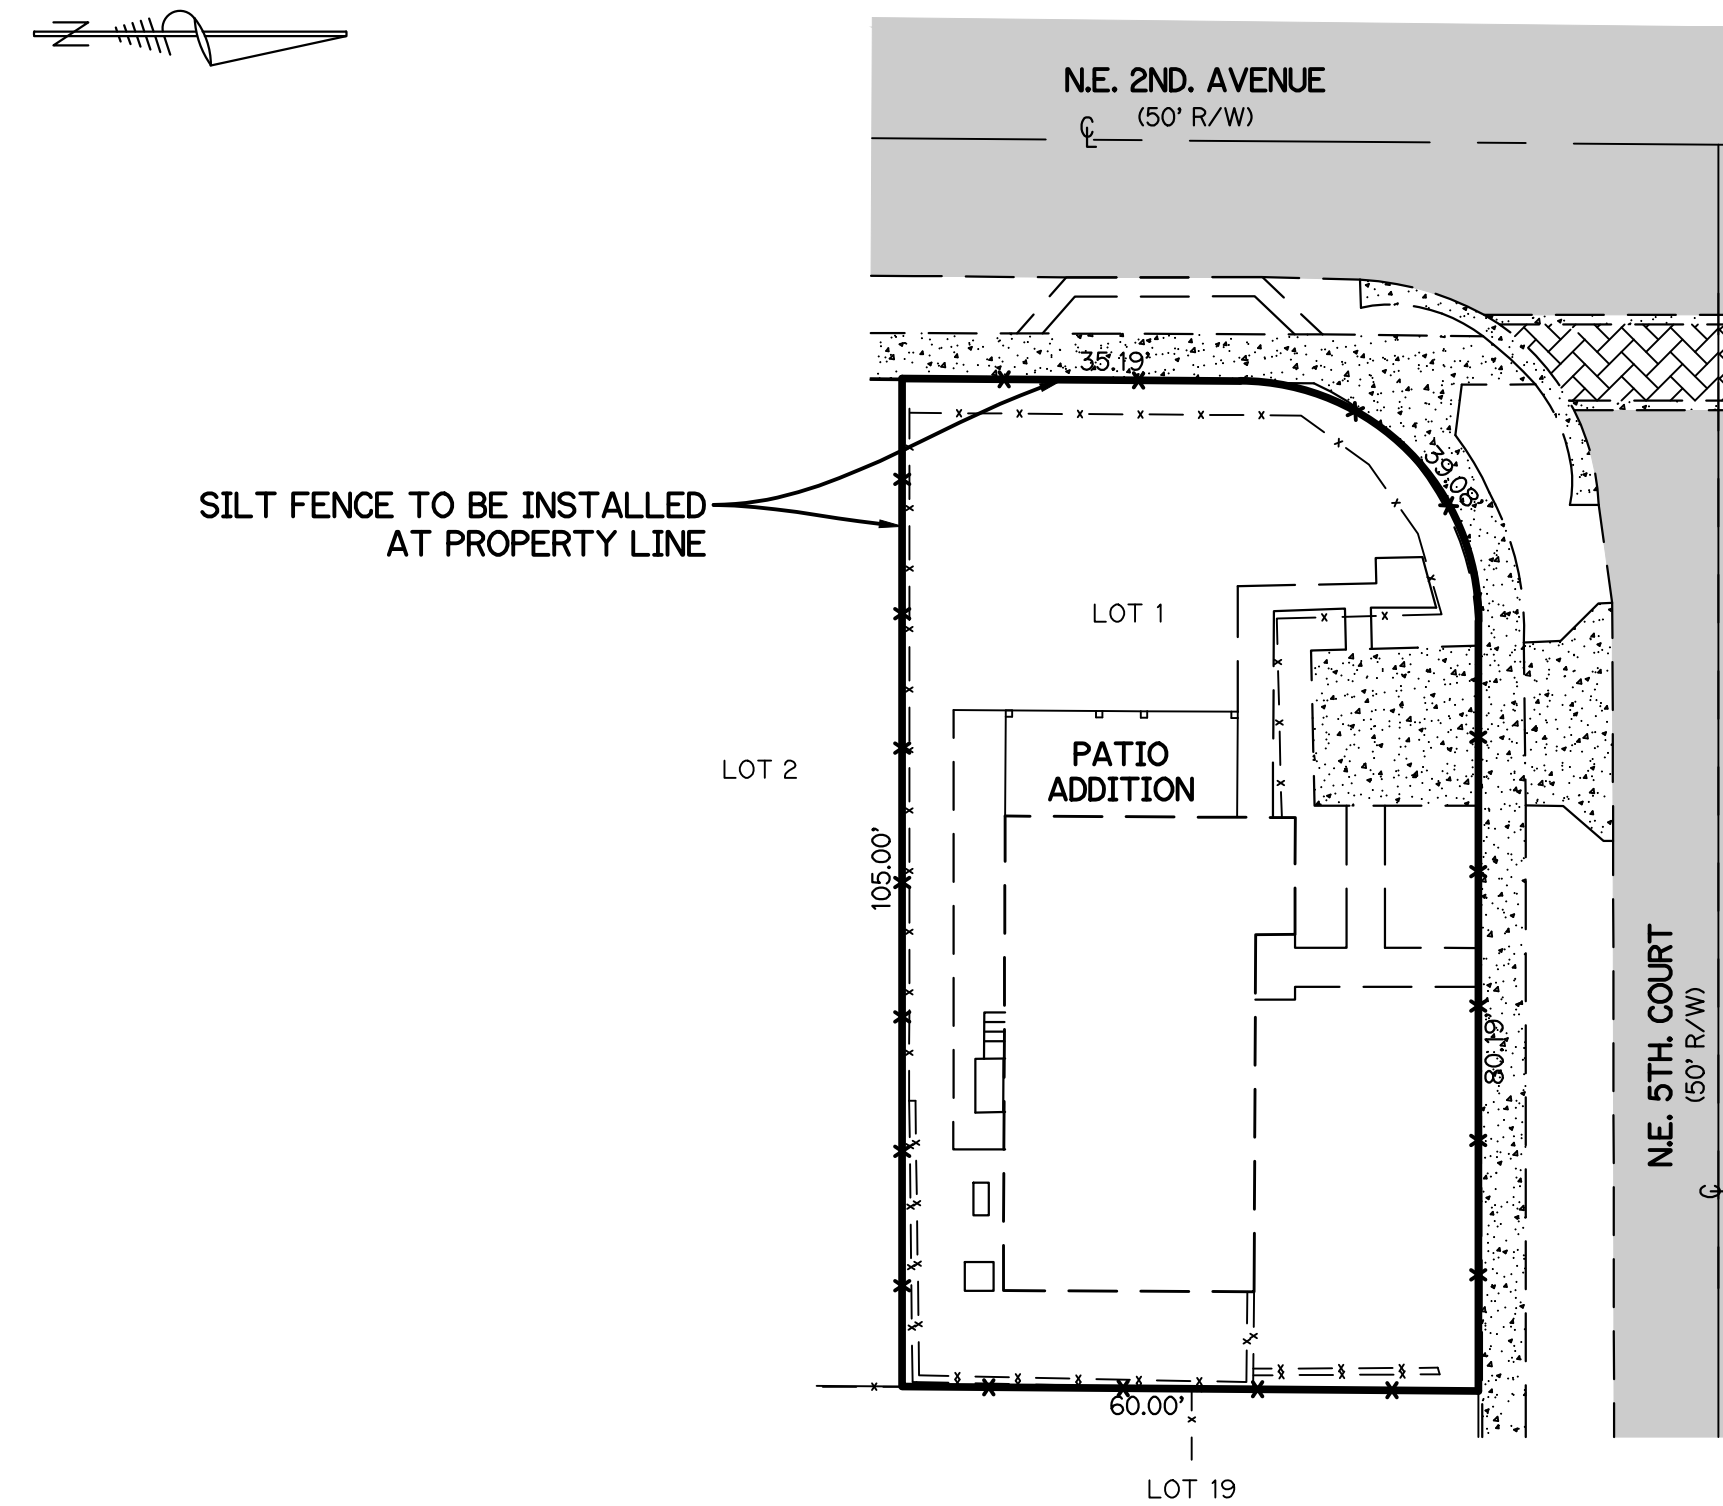 N
N.E. 2ND. AVENUE
(50' R/W)
CL
35.19'
39.08'
SILT FENCE TO BE INSTALLED
AT PROPERTY LINE
LOT 1
LOT 2
PATIO
ADDITION
105.00'
N.E. 5TH. COURT
(50' R/W)
80.19'
60.00'
LOT 19